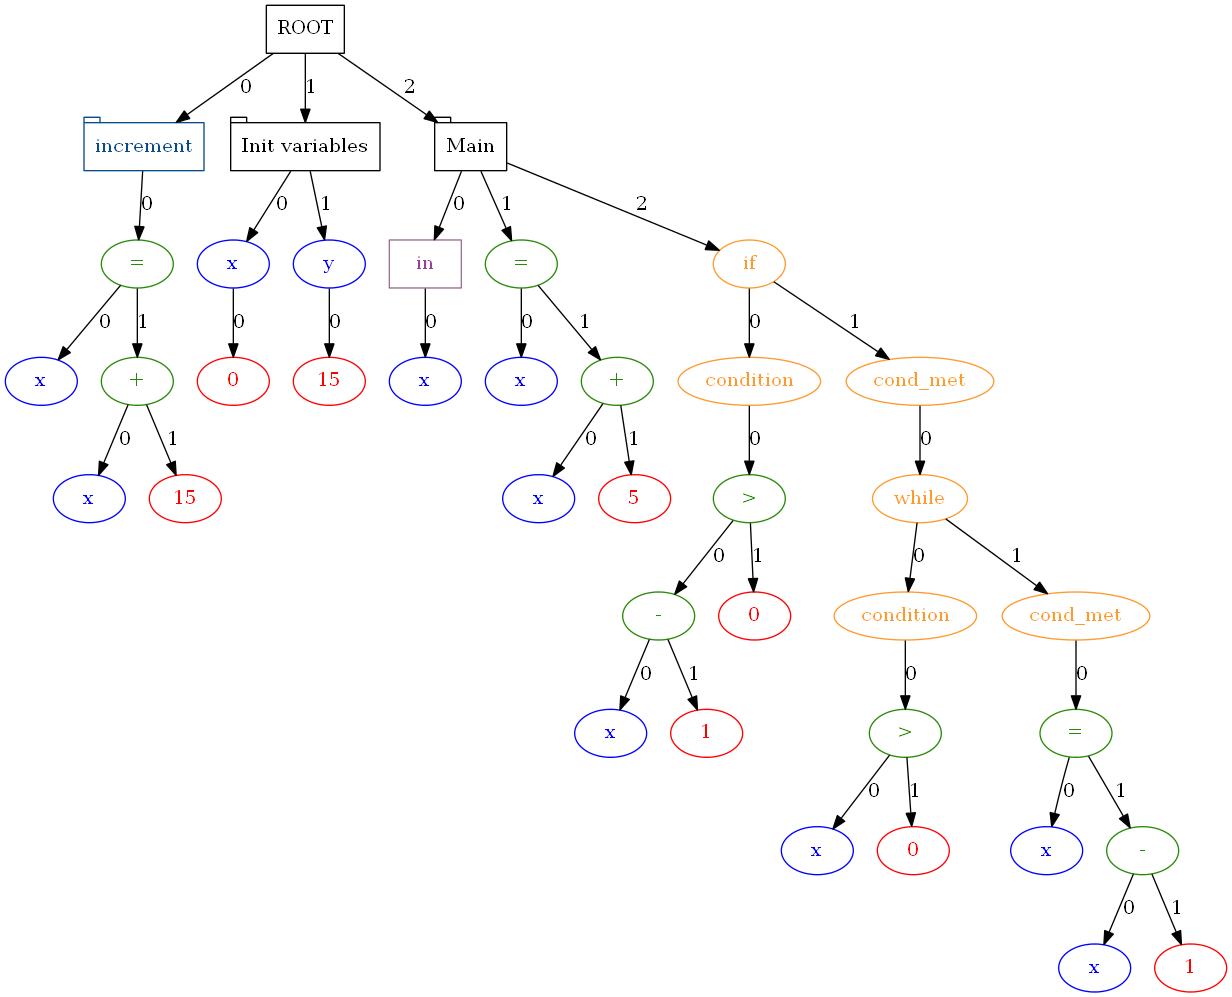 ROOT
0 1 2
increment Init variables Main
0 0 1 0 1 2
= x y in = if
0 1 0 0 0 0 1 0 1
x + 0 15 x x + condition cond_met
0 1 0 1 0 0
x 15 x 5 > while
0 1 0 1
- 0 condition cond_met
0 1 0 0
x 1 > =
0 1 0 1
x 0 x -
0 1
x 1